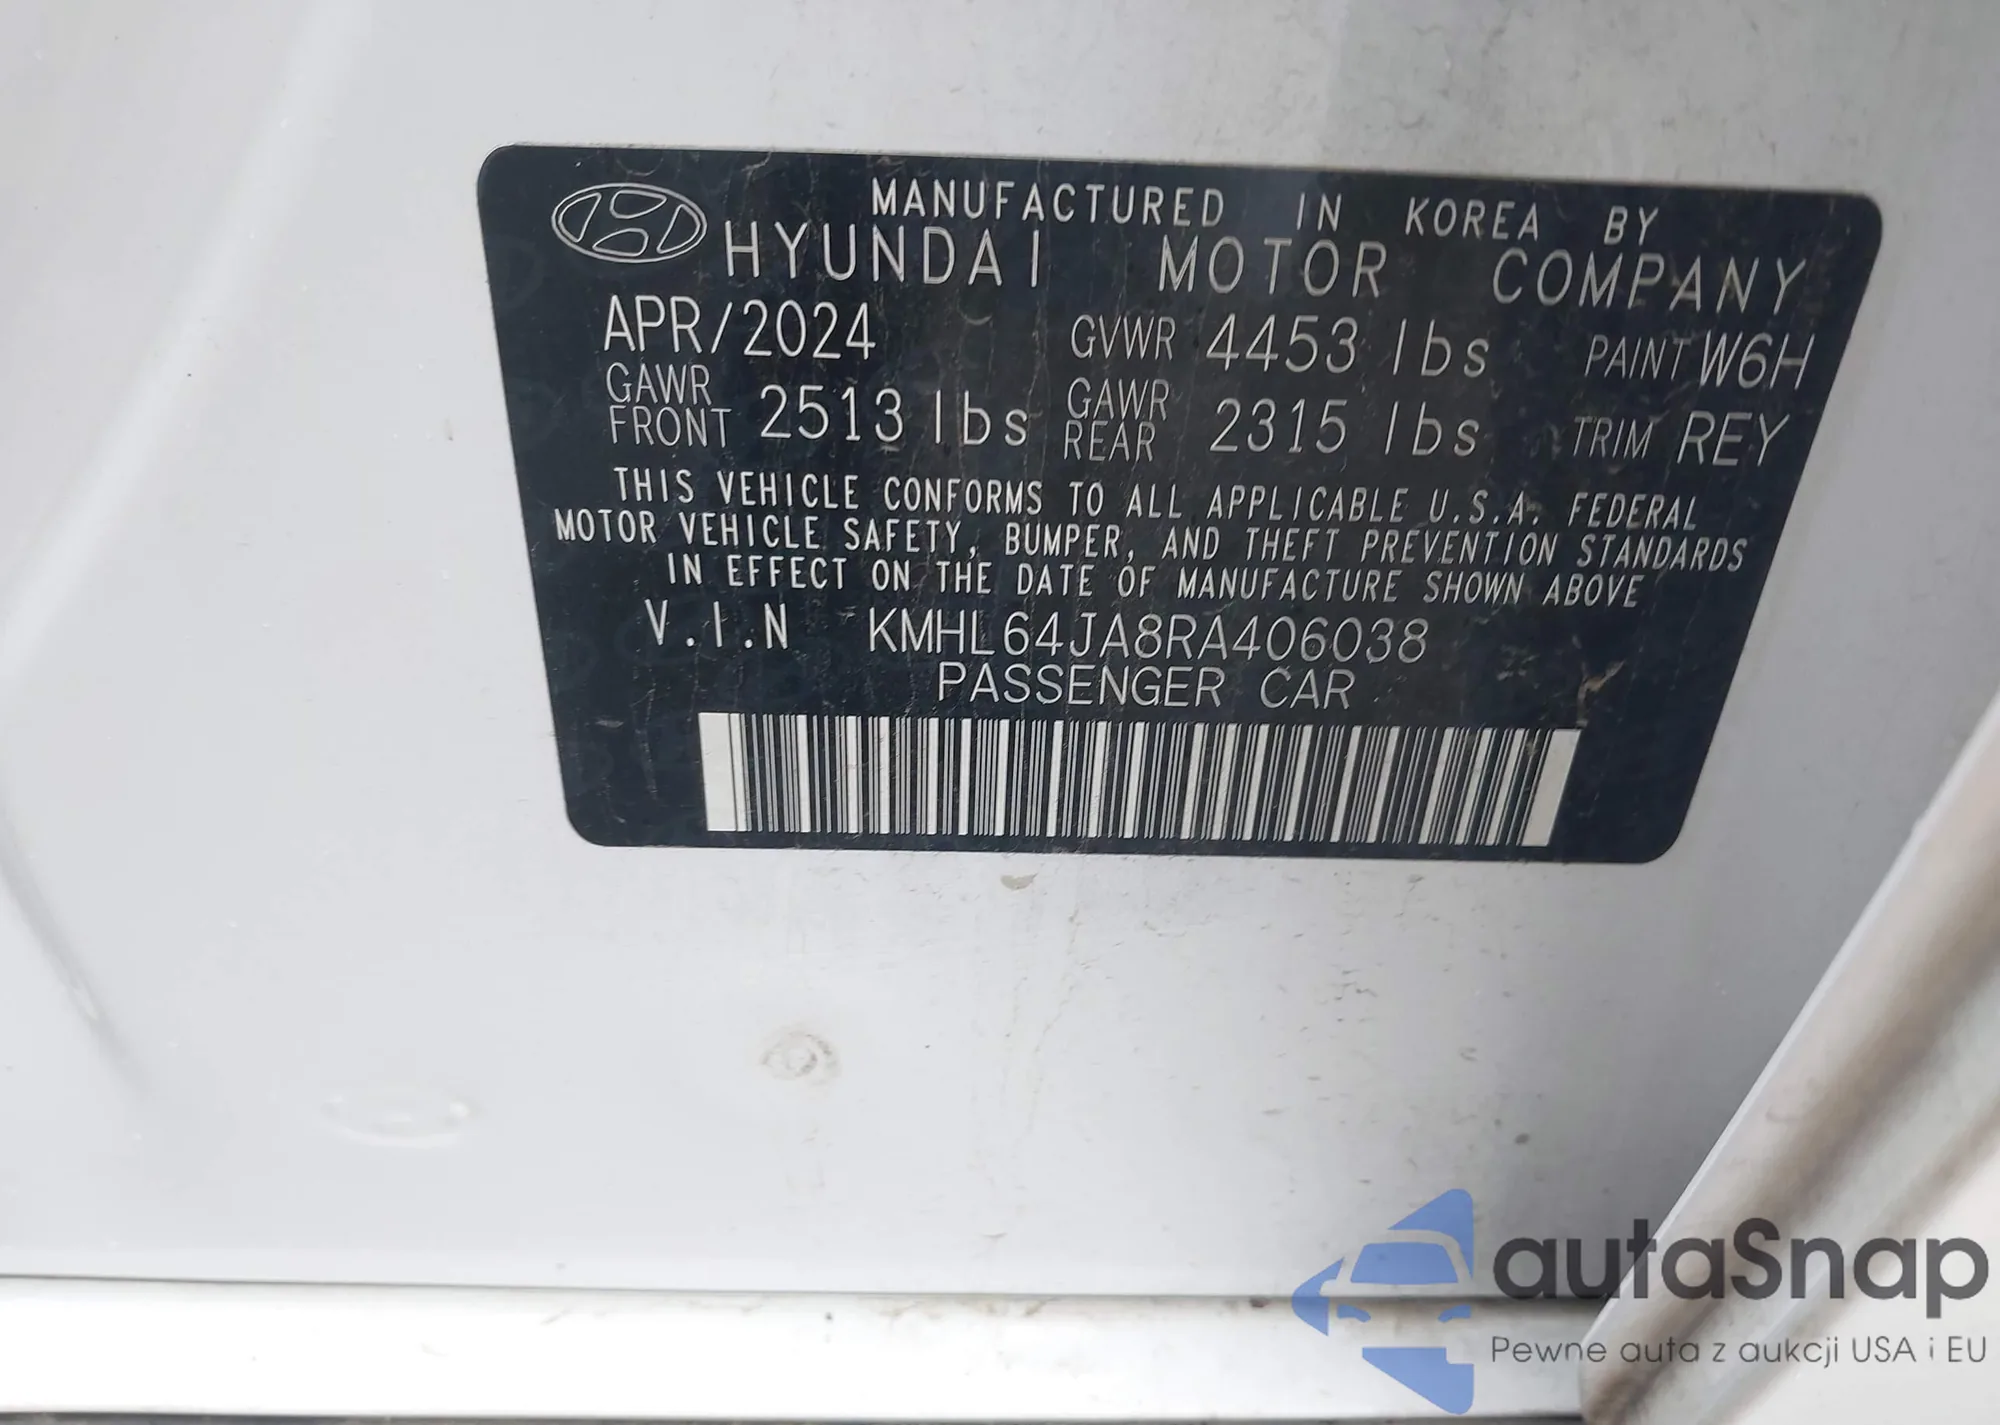 MANUFACTURED IN KOREA BY
HYUNDAI MOTOR COMPANY
APR/2024 GVWR 4453 lbs PAINT W6H
GAWR FRONT 2513 lbs GAWR REAR 2315 lbs TRIM REY
THIS VEHICLE CONFORMS TO ALL APPLICABLE U.S.A. FEDERAL
MOTOR VEHICLE SAFETY, BUMPER, AND THEFT PREVENTION STANDARDS
IN EFFECT ON THE DATE OF MANUFACTURE SHOWN ABOVE
V.I.N KMHL64JA8RA406038
PASSENGER CAR
autaSnap
Pewne auta z aukcji USA i EU